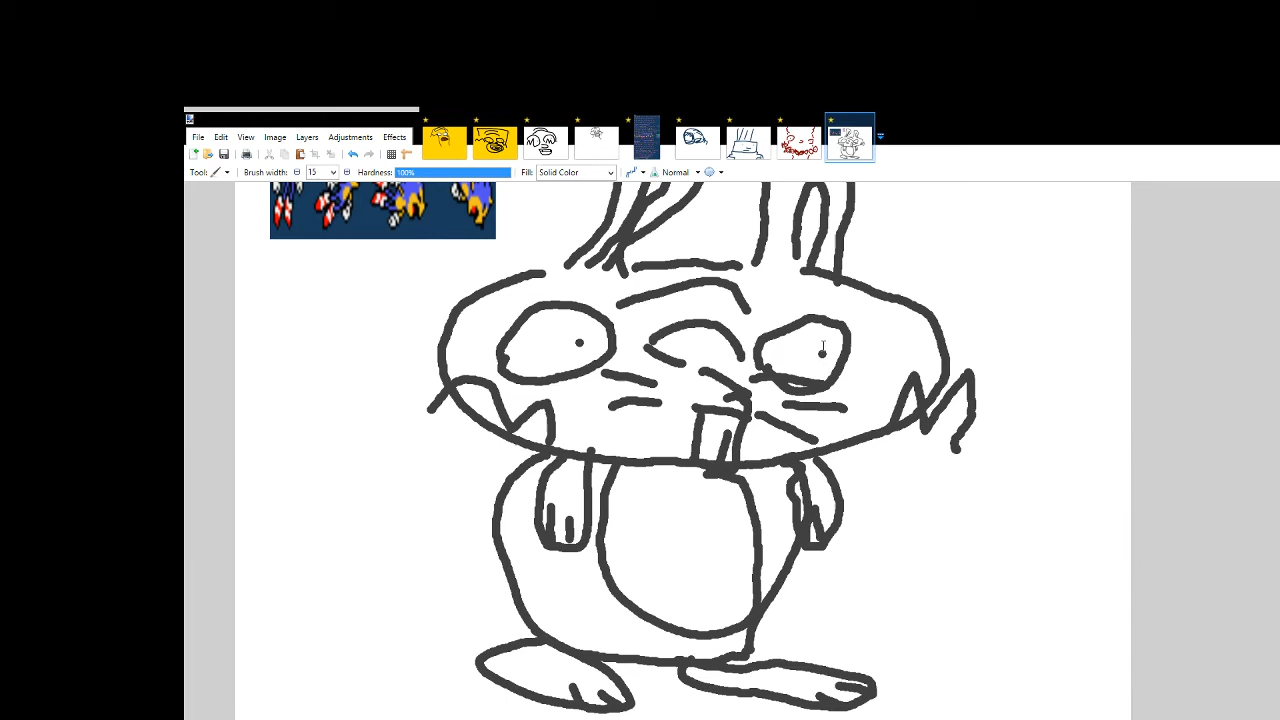 File Edit View Image Layers Adjustments Effects
Tool: Brush width: 15 Hardness: 100% Fill: Solid Color Normal